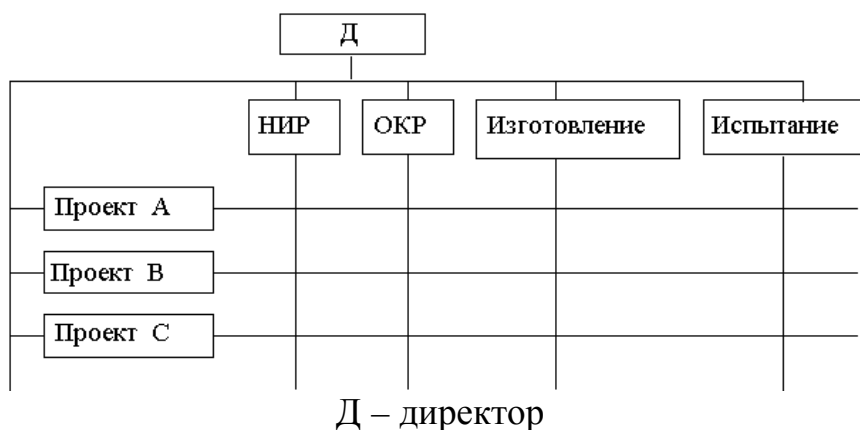 Д
НИР ОКР Изготовление Испытание
Проект А
Проект В
Проект С
Д – директор